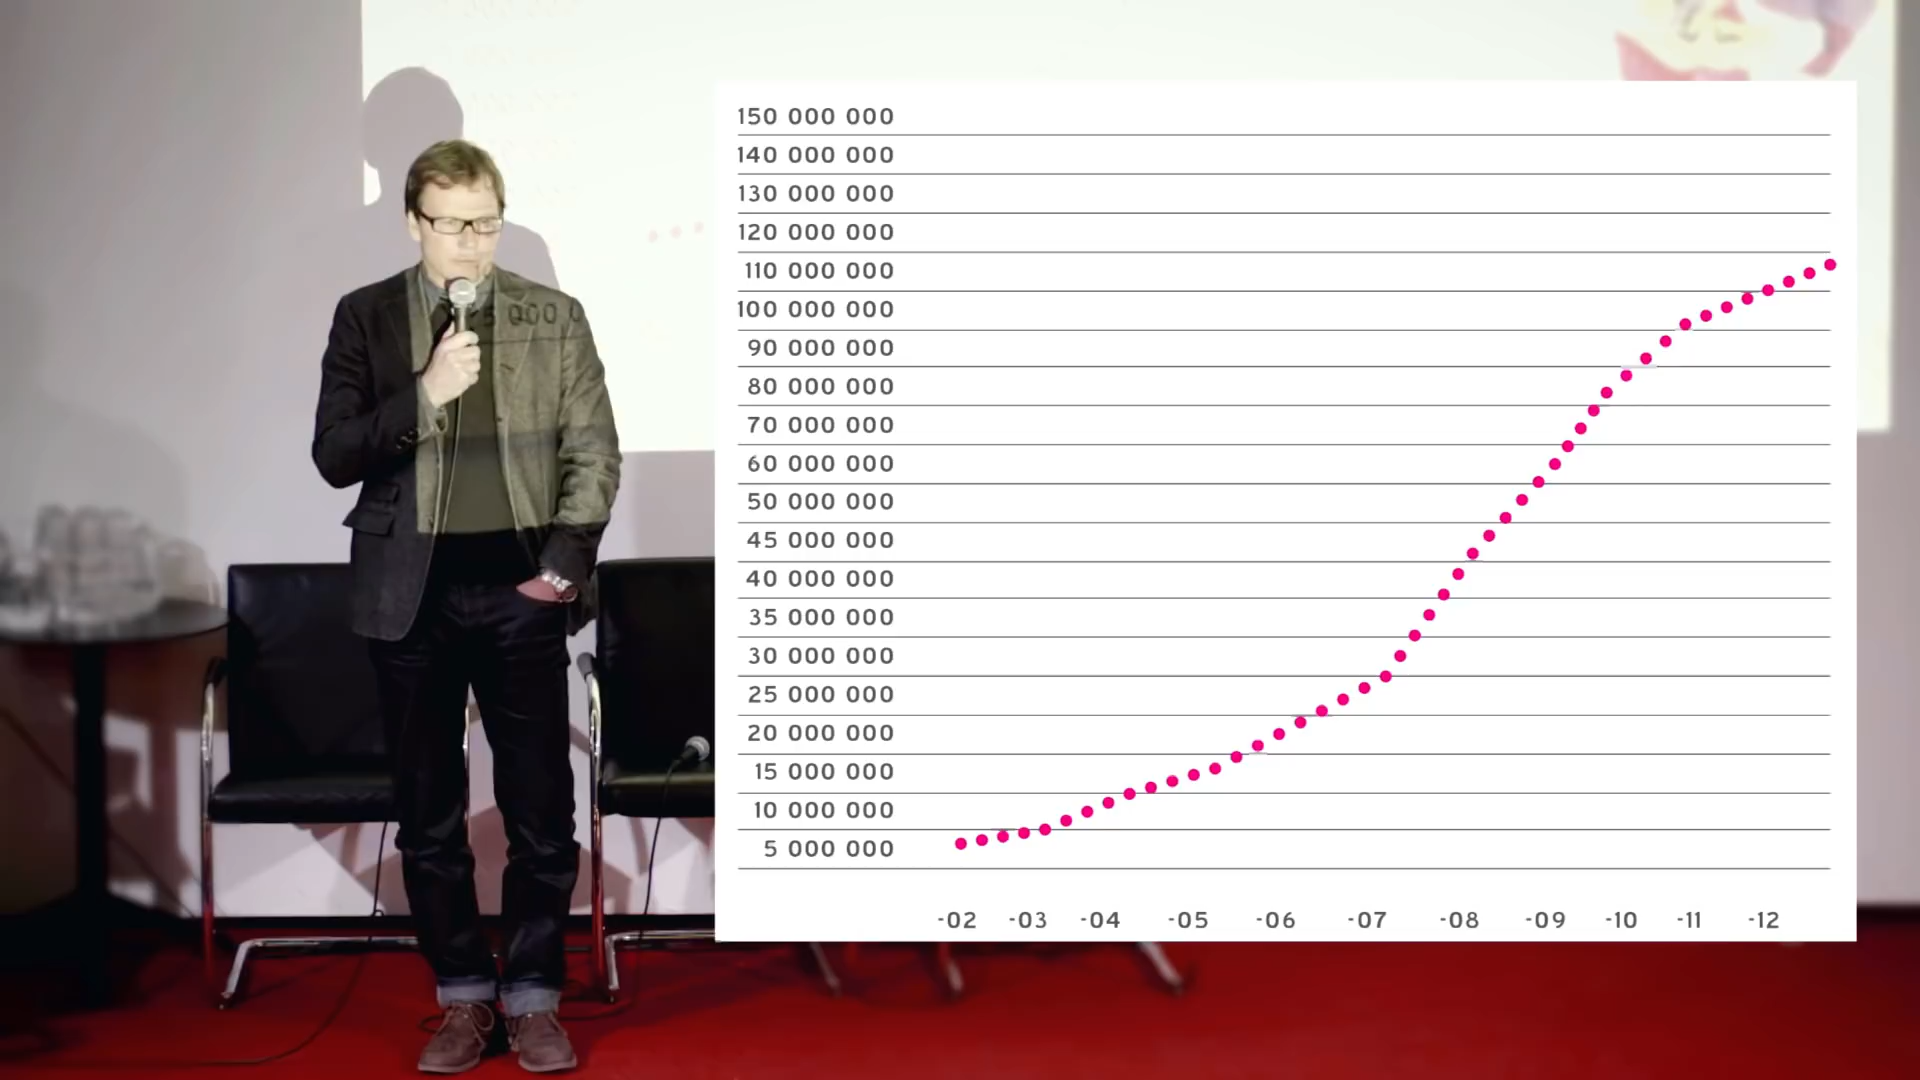 150 000 000
140 000 000
130 000 000
120 000 000
110 000 000
100 000 000
90 000 000
80 000 000
70 000 000
60 000 000
50 000 000
45 000 000
40 000 000
35 000 000
30 000 000
25 000 000
20 000 000
15 000 000
10 000 000
5 000 000
-02 -03 -04 -05 -06 -07 -08 -09 -10 -11 -12